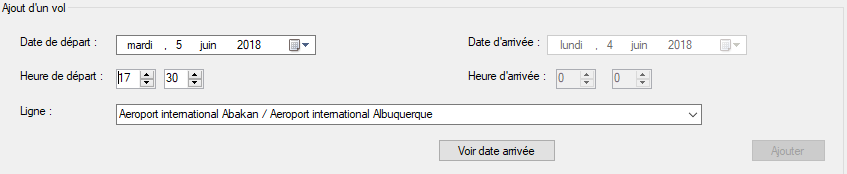 Ajout d'un vol
Date de départ : mardi , 5 juin 2018 Date d'arrivée : lundi , 4 juin 2018
Heure de départ : 17 30 Heure d'arrivée : 0 0
Ligne : Aeroport international Abakan / Aeroport international Albuquerque
Voir date arrivée Ajouter